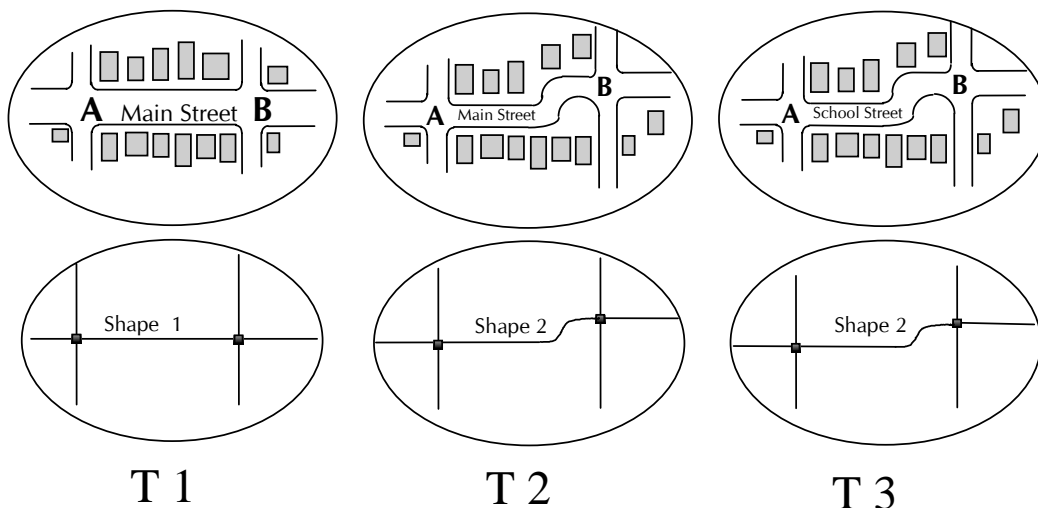 A Main Street B
A Main Street B
A School Street B
Shape 1
Shape 2
Shape 2
T 1
T 2
T 3